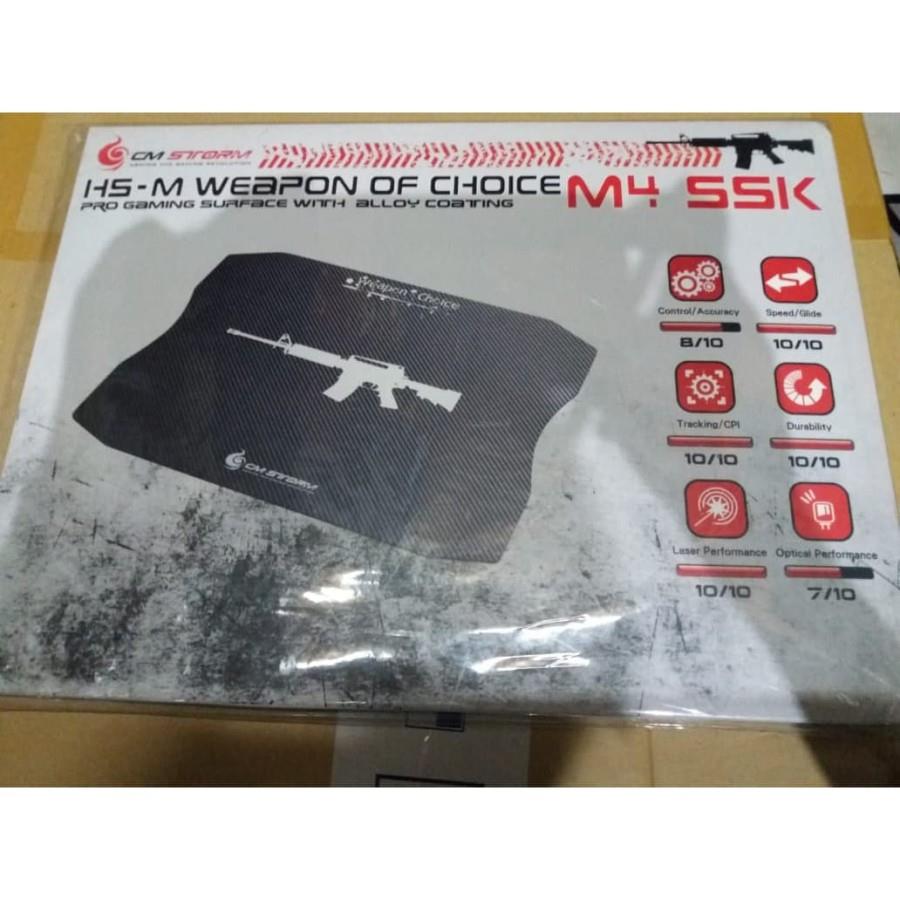 CM STORM
H5-M WEAPON OF CHOICE M4 SSK
PRO GAMING SURFACE WITH ALLOY COATING
Weapon of Choice
CM STORM
Control/Accuracy
8/10
Speed/Glide
10/10
Tracking/CPI
10/10
Durability
10/10
Laser Performance
10/10
Optical Performance
7/10